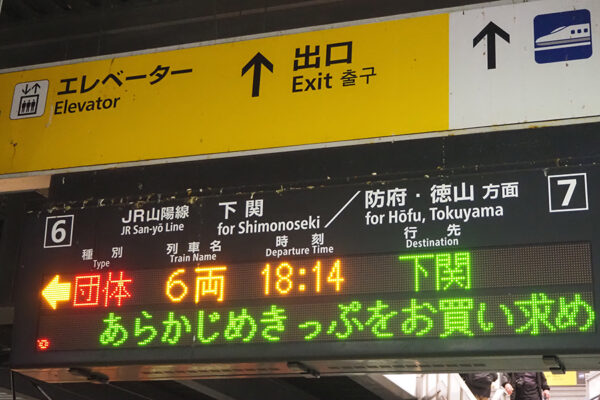 エレベーター
Elevator
出口
Exit 출구
6
JR山陽線
JR San-yō Line
下関
for Shimonoseki
防府・徳山 方面
for Hōfu, Tokuyama
7
種別
Type
列車名
Train Name
時刻
Departure Time
行先
Destination
団体 6両 18:14 下関
あらかじめきっぷをお買い求め